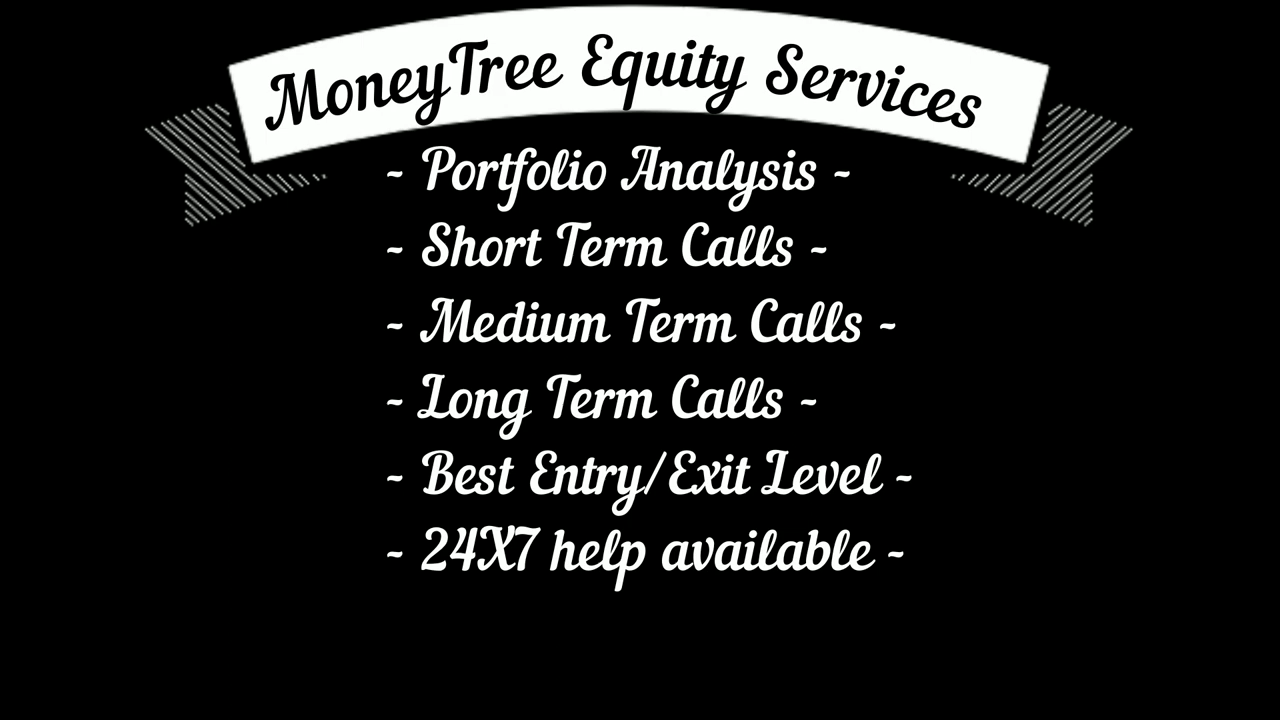 MoneyTree Equity Services
~ Portfolio Analysis ~
~ Short Term Calls ~
~ Medium Term Calls ~
~ Long Term Calls ~
~ Best Entry/Exit Level ~
~ 24X7 help available ~